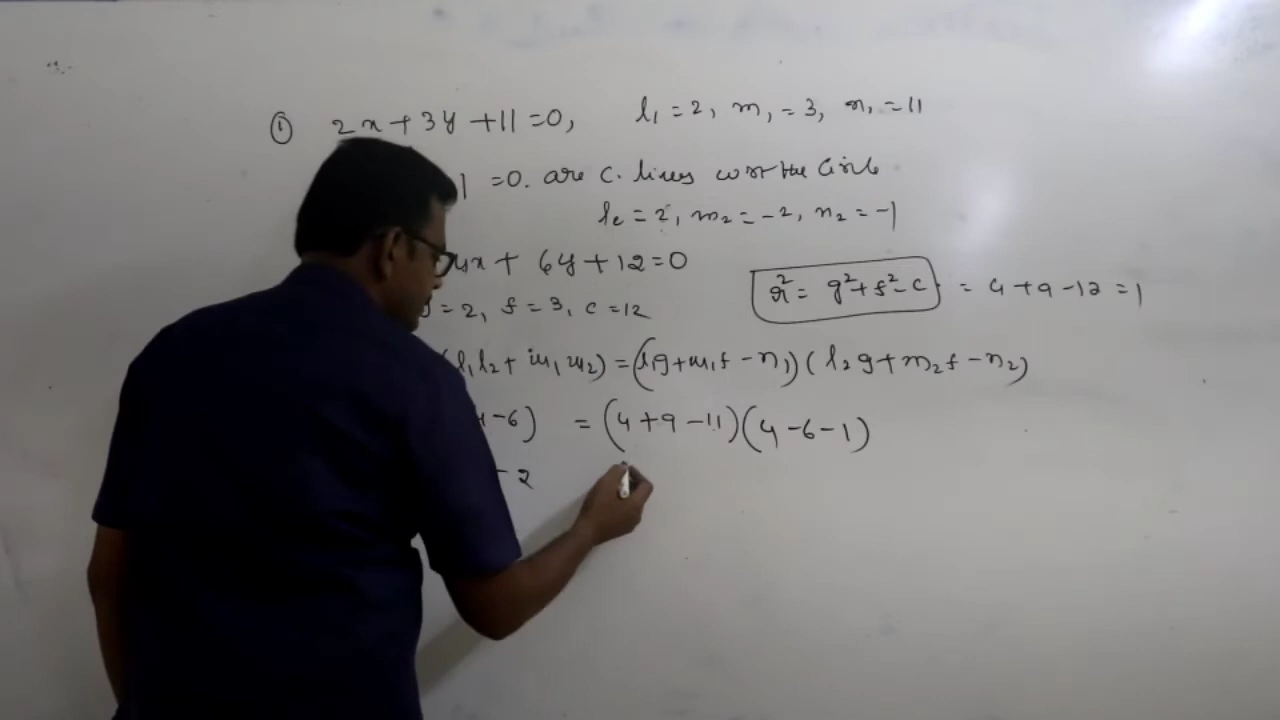 ① 2x + 3y + 11 = 0, l₁ = 2, m₁ = 3, n₁ = 11
1 = 0. are c. lines w.r.t the Circle
l₂ = 2, m₂ = -2, n₂ = -1
4x + 6y + 12 = 0
= 2, f = 3, c = 12
r² = g² + f² - c = 4 + 9 - 12 = 1
(l₁l₂ + m₁m₂) = (l₁g + m₁f - n₁)(l₂g + m₂f - n₂)
-6) = (4 + 9 - 11)(4 - 6 - 1)
- 2